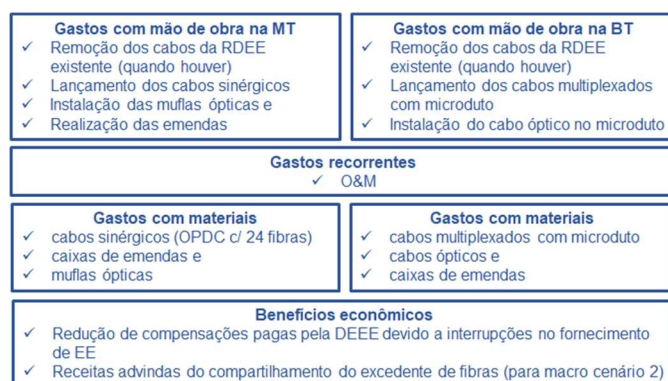 Gastos com mão de obra na MT
✓ Remoção dos cabos da RDEE
existente (quando houver)
✓ Lançamento dos cabos sinérgicos
✓ Instalação das muflas ópticas e
✓ Realização das emendas
Gastos com mão de obra na BT
✓ Remoção dos cabos da RDEE
existente (quando houver)
✓ Lançamento dos cabos multiplexados
com microduto
✓ Instalação do cabo óptico no microduto
Gastos recorrentes
✓ O&M
Gastos com materiais
✓ cabos sinérgicos (OPDC c/ 24 fibras)
✓ caixas de emendas e
✓ muflas ópticas
Gastos com materiais
✓ cabos multiplexados com microduto
✓ cabos ópticos e
✓ caixas de emendas
Benefícios econômicos
✓ Redução de compensações pagas pela DEEE devido a interrupções no fornecimento
de EE
✓ Receitas advindas do compartilhamento do excedente de fibras (para macro cenário 2)